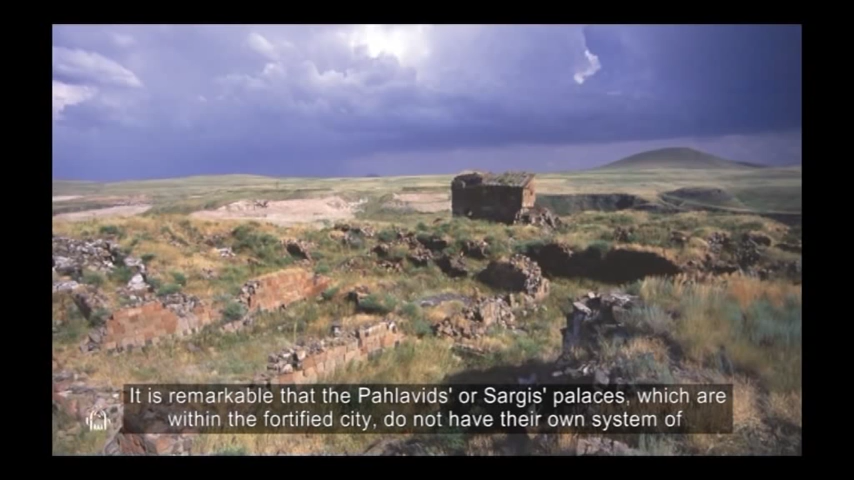 It is remarkable that the Pahlavids' or Sargis' palaces, which are
within the fortified city, do not have their own system of